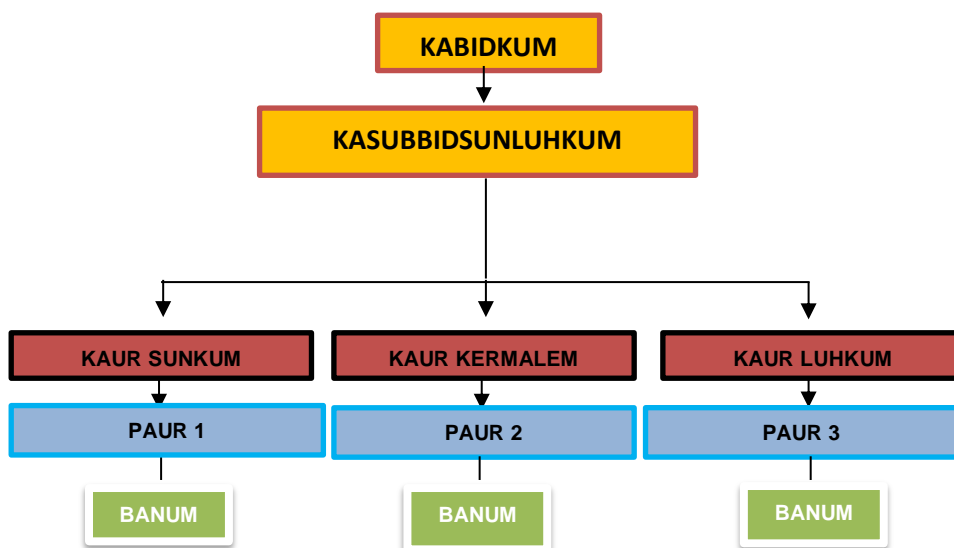 KABIDKUM
KASUBBIDSUNLUHKUM
KAUR SUNKUM
KAUR KERMALEM
KAUR LUHKUM
PAUR 1
PAUR 2
PAUR 3
BANUM
BANUM
BANUM